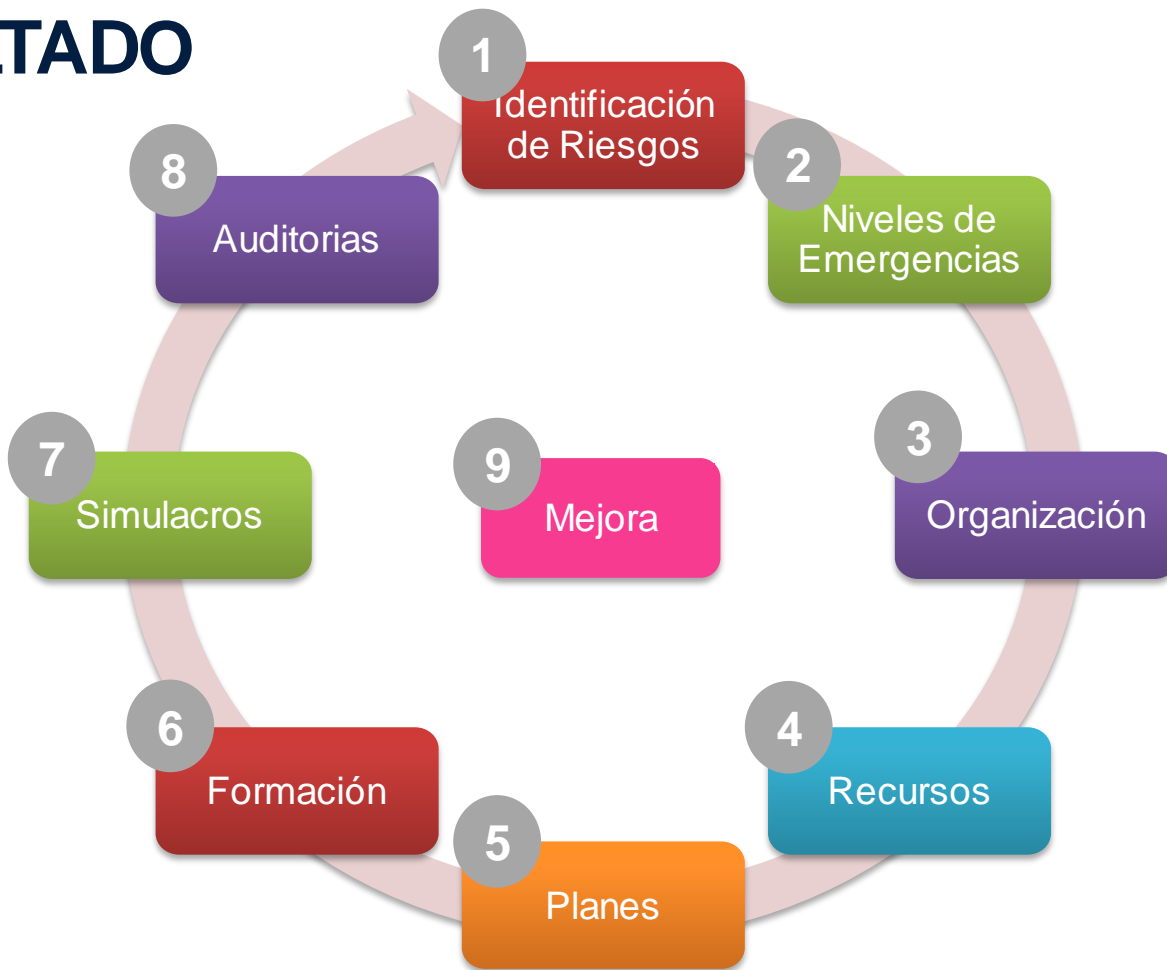 LTADO
1
Identificación
de Riesgos
2
Niveles de
Emergencias
3
Organización
4
Recursos
5
Planes
6
Formación
7
Simulacros
8
Auditorias
9
Mejora